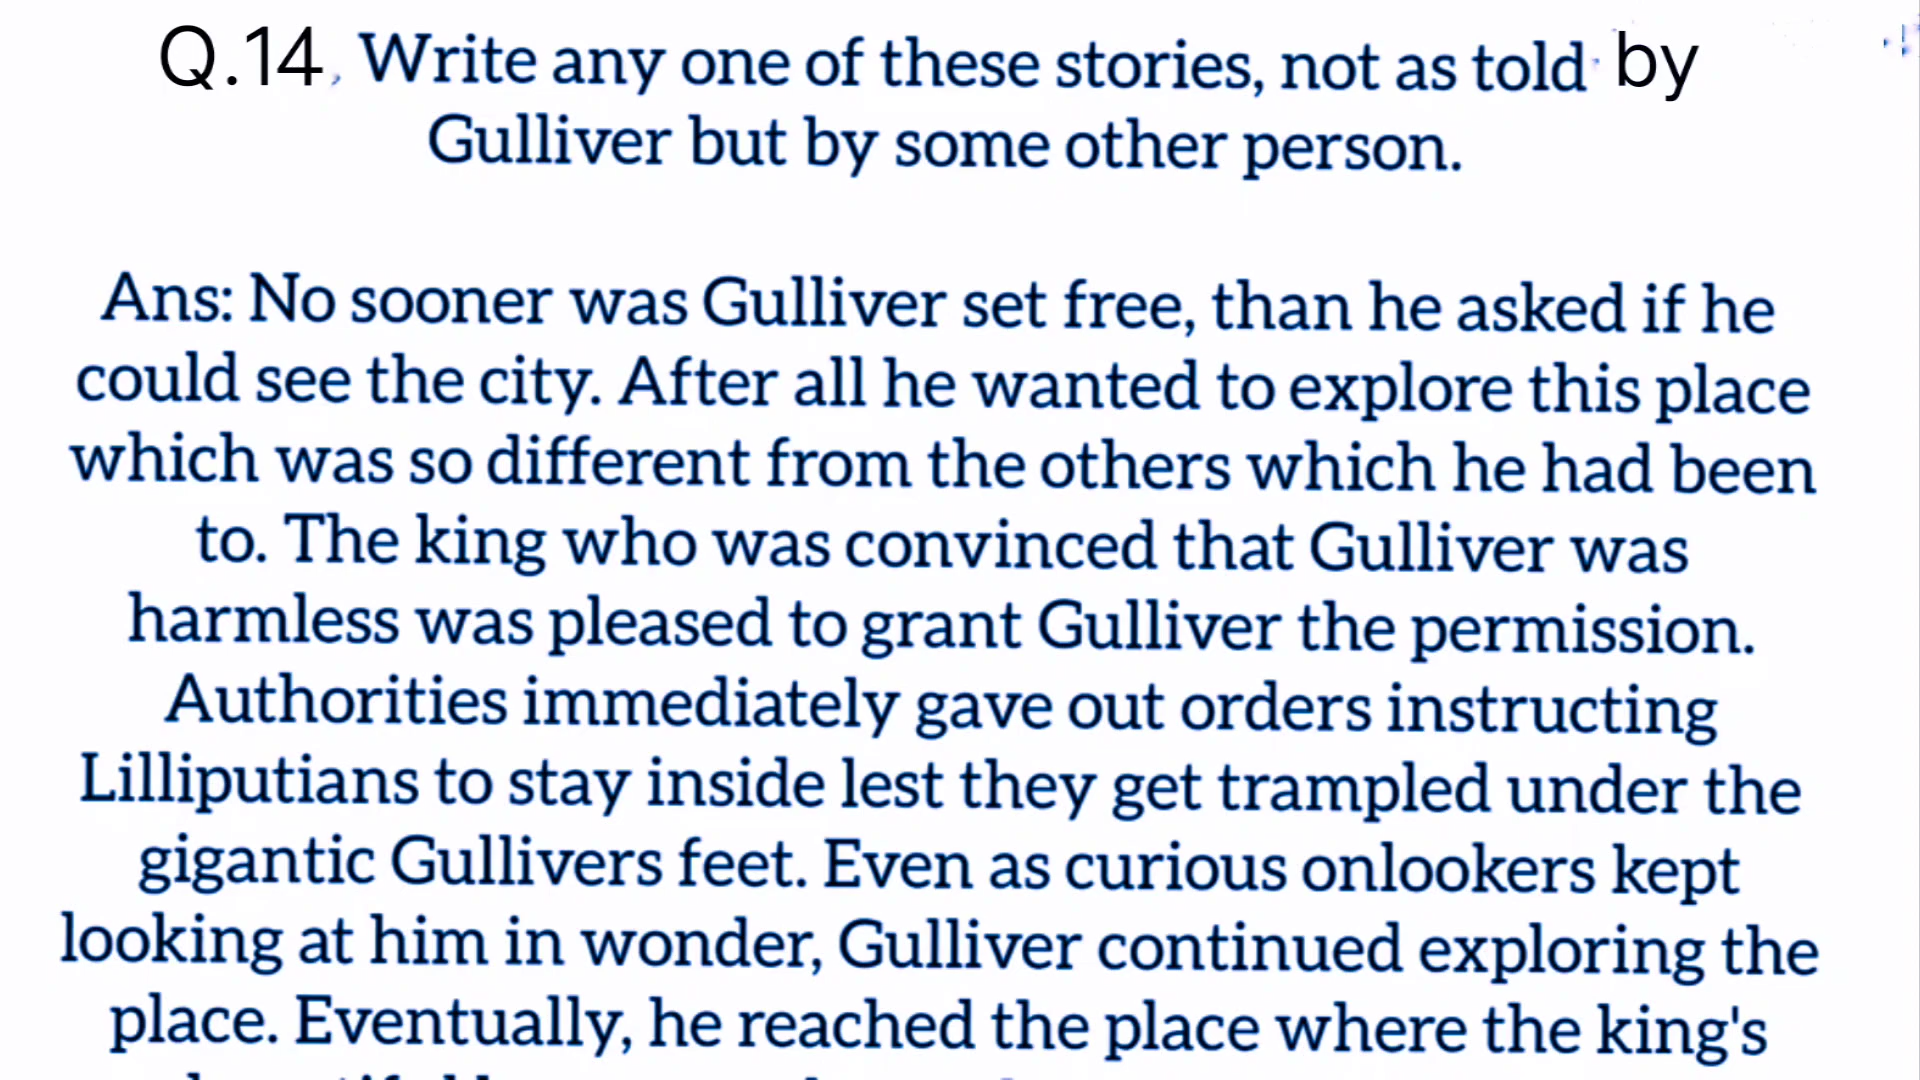 Q.14, Write any one of these stories, not as told by
Gulliver but by some other person.
Ans: No sooner was Gulliver set free, than he asked if he
could see the city. After all he wanted to explore this place
which was so different from the others which he had been
to. The king who was convinced that Gulliver was
harmless was pleased to grant Gulliver the permission.
Authorities immediately gave out orders instructing
Lilliputians to stay inside lest they get trampled under the
gigantic Gullivers feet. Even as curious onlookers kept
looking at him in wonder, Gulliver continued exploring the
place. Eventually, he reached the place where the king's